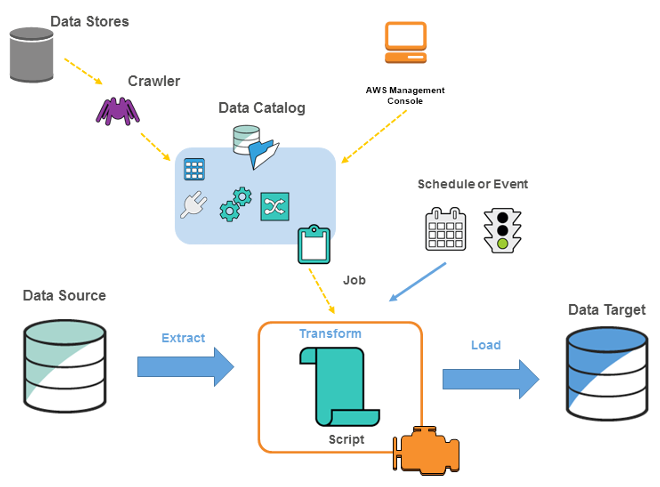 Data Stores
Crawler
Data Catalog
AWS Management
Console
Schedule or Event
Job
Data Source
Data Target
Extract
Transform
Load
Script